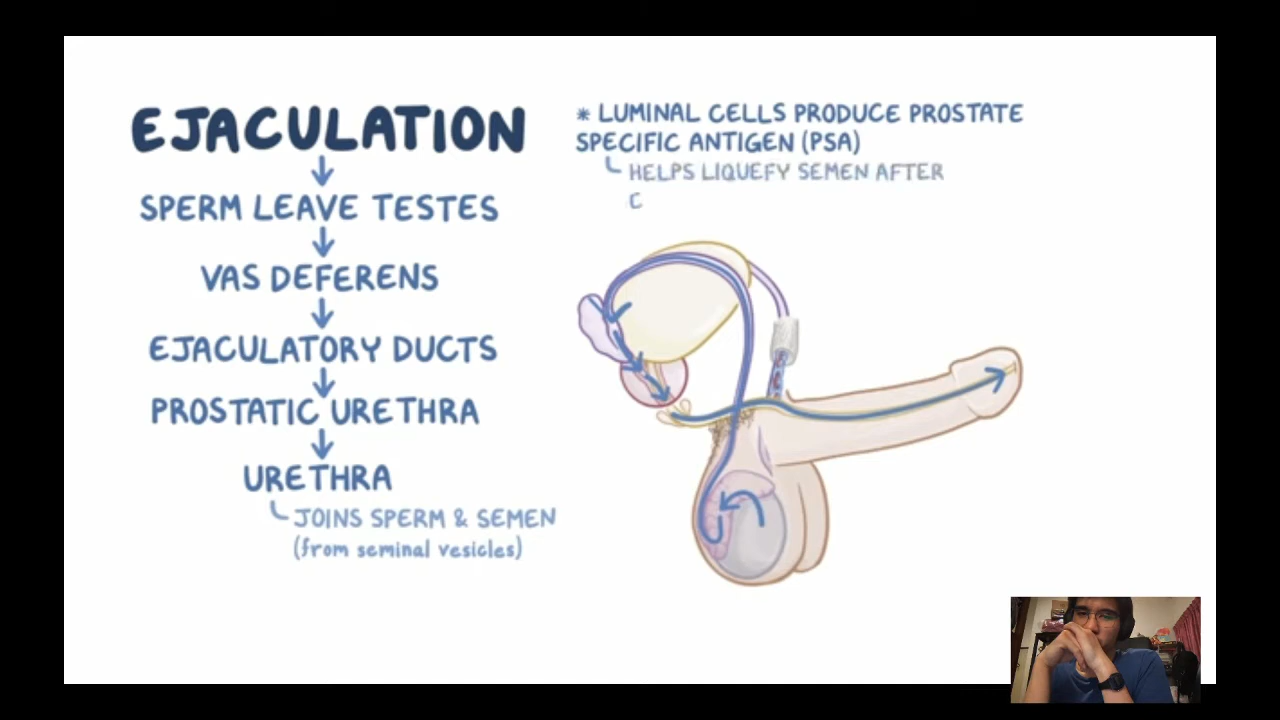 EJACULATION
SPERM LEAVE TESTES
VAS DEFERENS
EJACULATORY DUCTS
PROSTATIC URETHRA
URETHRA
JOINS SPERM & SEMEN
(from seminal vesicles)
* LUMINAL CELLS PRODUCE PROSTATE
SPECIFIC ANTIGEN (PSA)
HELPS LIQUEFY SEMEN AFTER